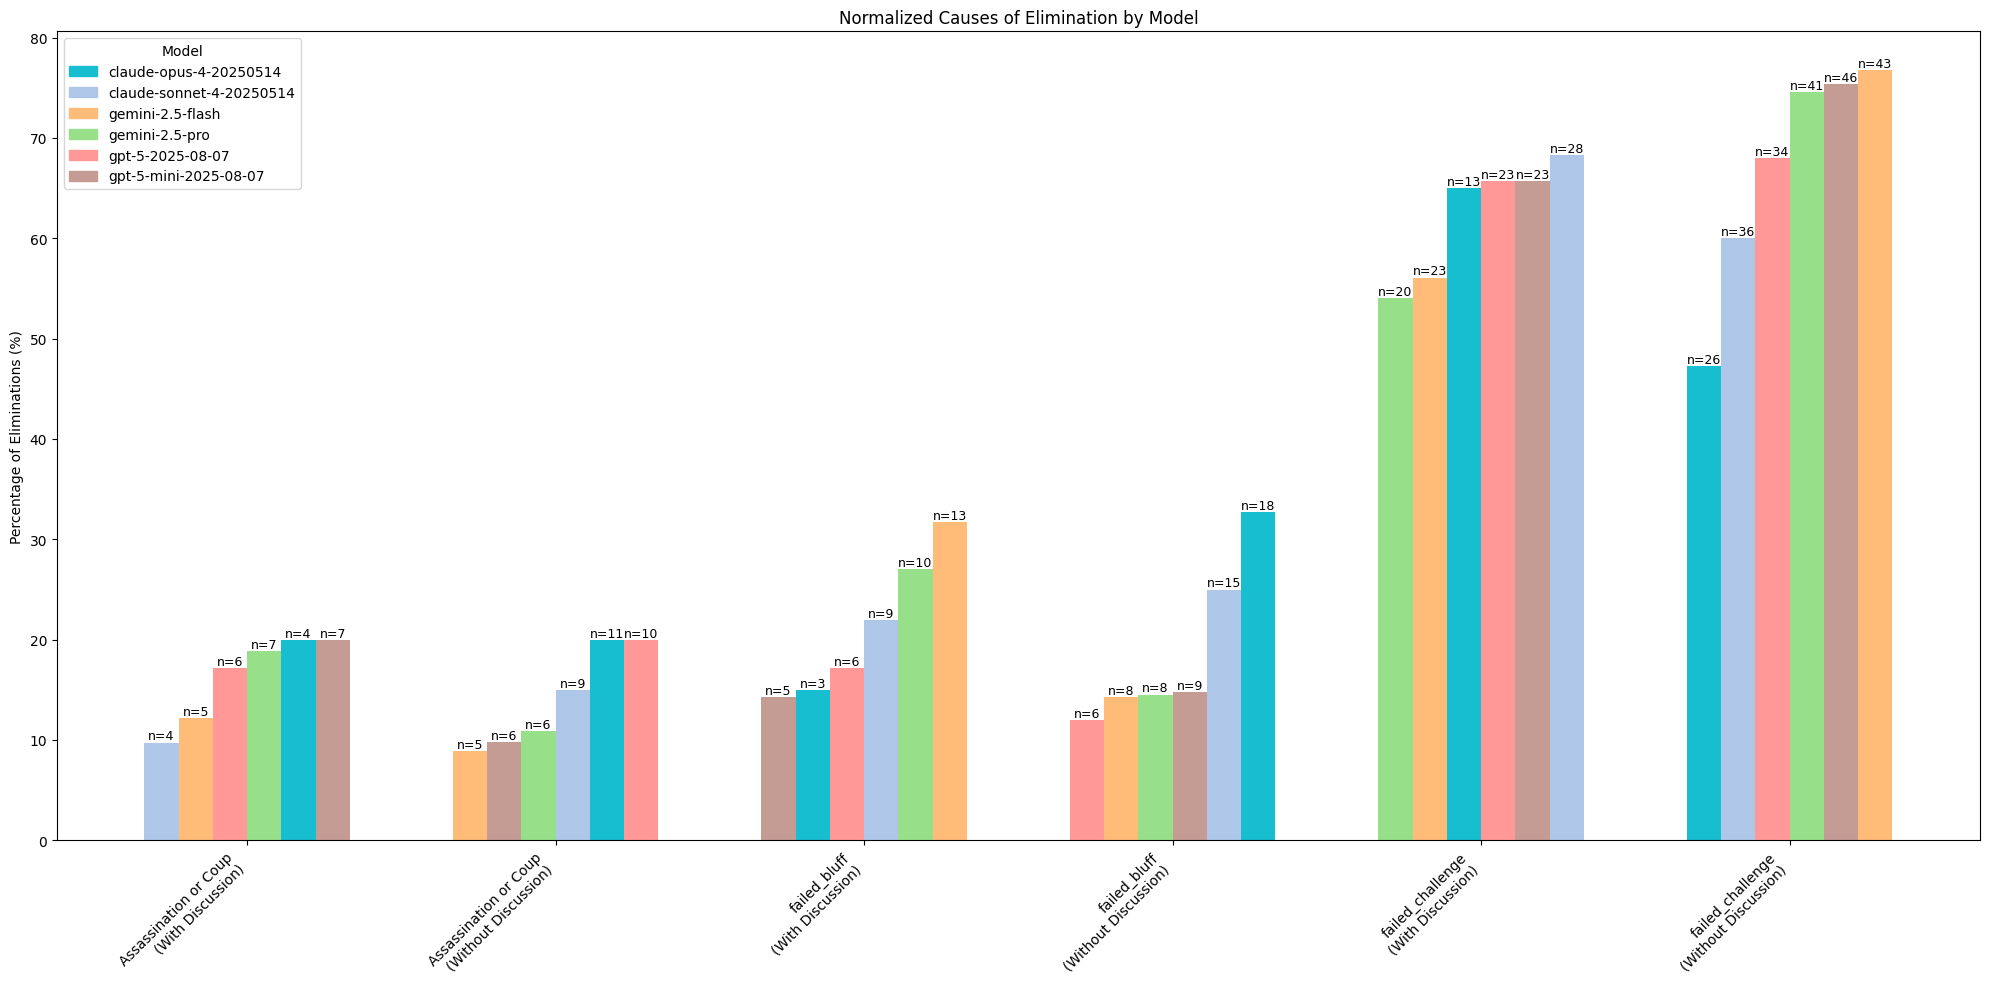 Normalized Causes of Elimination by Model
Model
claude-opus-4-20250514
claude-sonnet-4-20250514
gemini-2.5-flash
gemini-2.5-pro
gpt-5-2025-08-07
gpt-5-mini-2025-08-07
Percentage of Eliminations (%)
80
70
60
50
40
30
20
10
0
n=4
n=5
n=6
n=7
n=4
n=7
n=5
n=6
n=6
n=9
n=11
n=10
n=5
n=3
n=6
n=9
n=10
n=13
n=6
n=8
n=8
n=9
n=15
n=18
n=20
n=23
n=13
n=23
n=23
n=28
n=26
n=36
n=34
n=41
n=46
n=43
Assassination or Coup
(With Discussion)
Assassination or Coup
(Without Discussion)
failed_bluff
(With Discussion)
failed_bluff
(Without Discussion)
failed_challenge
(With Discussion)
failed_challenge
(Without Discussion)